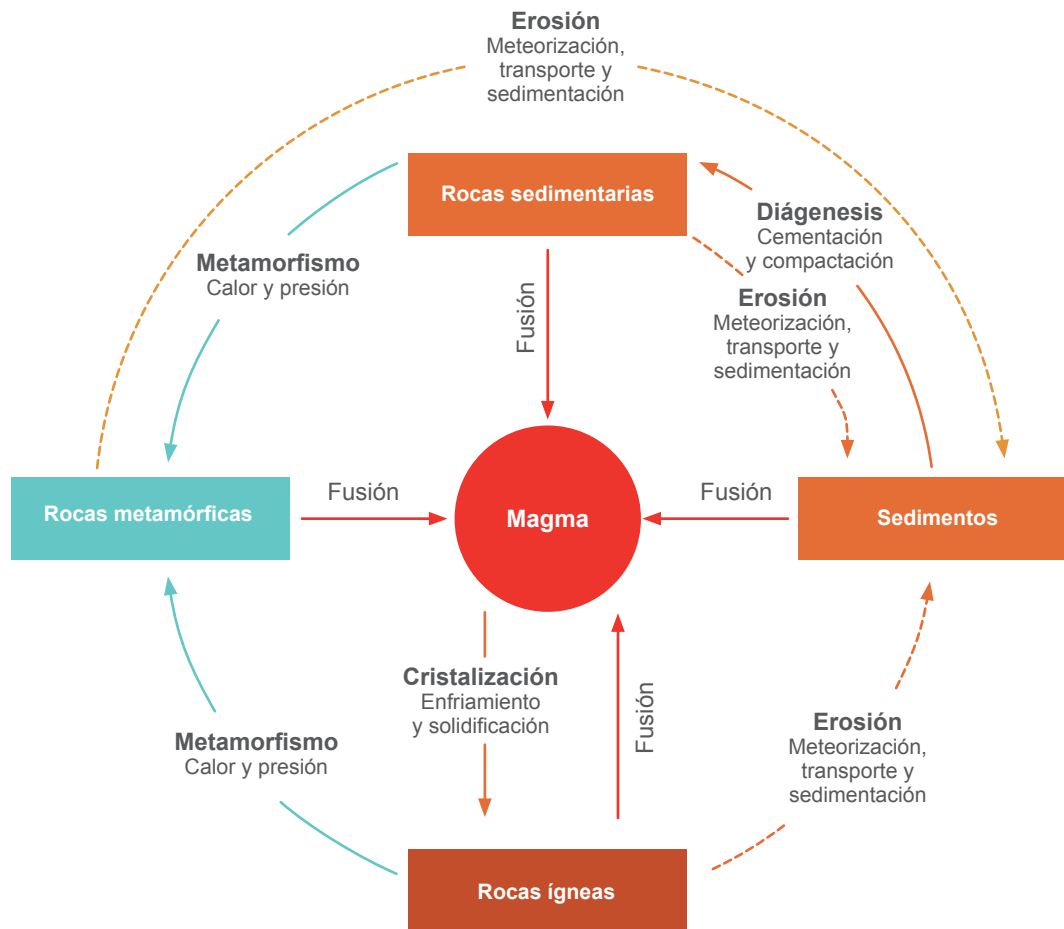 Erosión
Meteorización,
transporte y
sedimentación
Rocas sedimentarias
Diágenesis
Cementación
y compactación
Metamorfismo
Calor y presión
Erosión
Meteorización,
transporte y
sedimentación
Fusión
Rocas metamórficas
Fusión
Magma
Fusión
Sedimentos
Cristalización
Enfriamiento
y solidificación
Fusión
Metamorfismo
Calor y presión
Erosión
Meteorización,
transporte y
sedimentación
Rocas ígneas